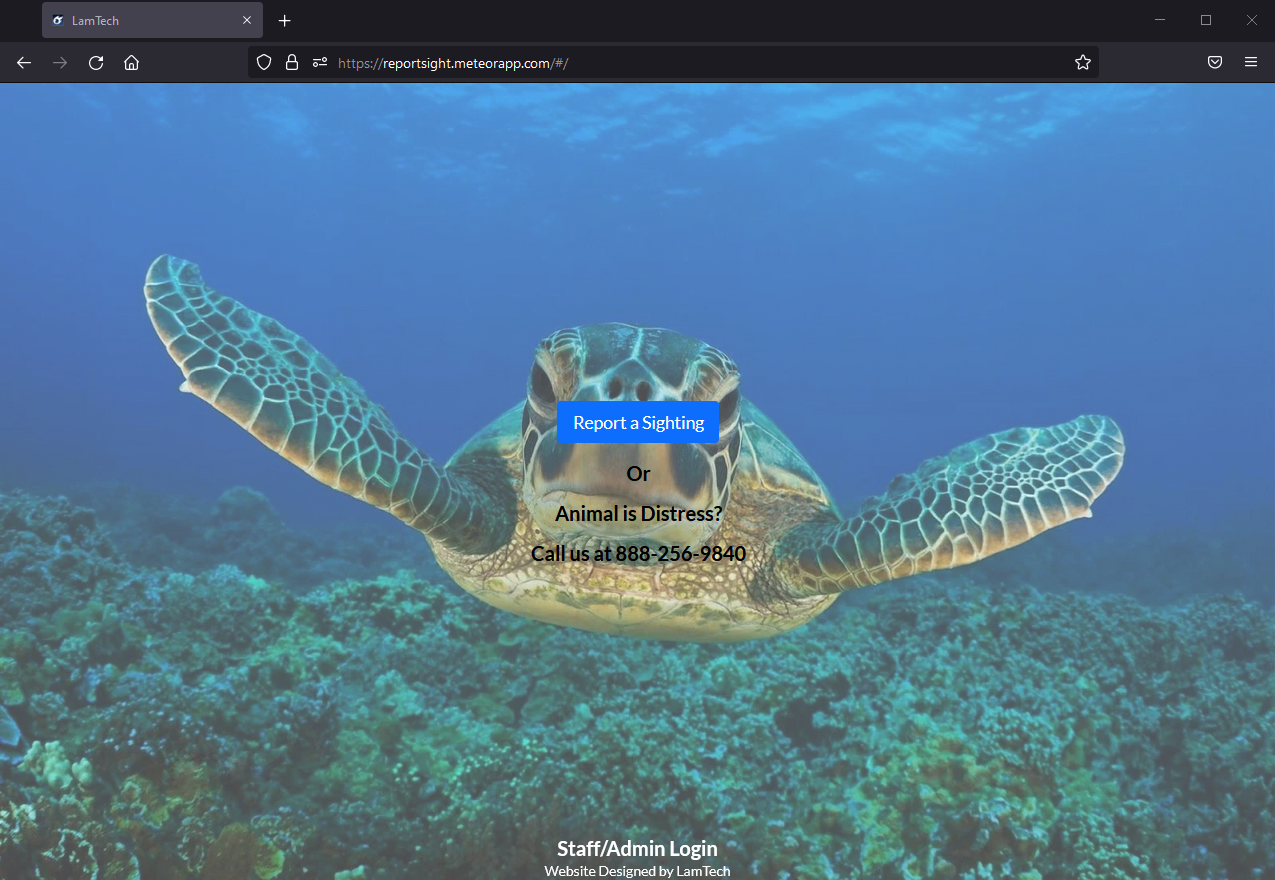 LamTech
https://reportsight.meteorapp.com/#/
Report a Sighting
Or
Animal is Distress?
Call us at 888-256-9840
Staff/Admin Login
Website Designed by LamTech